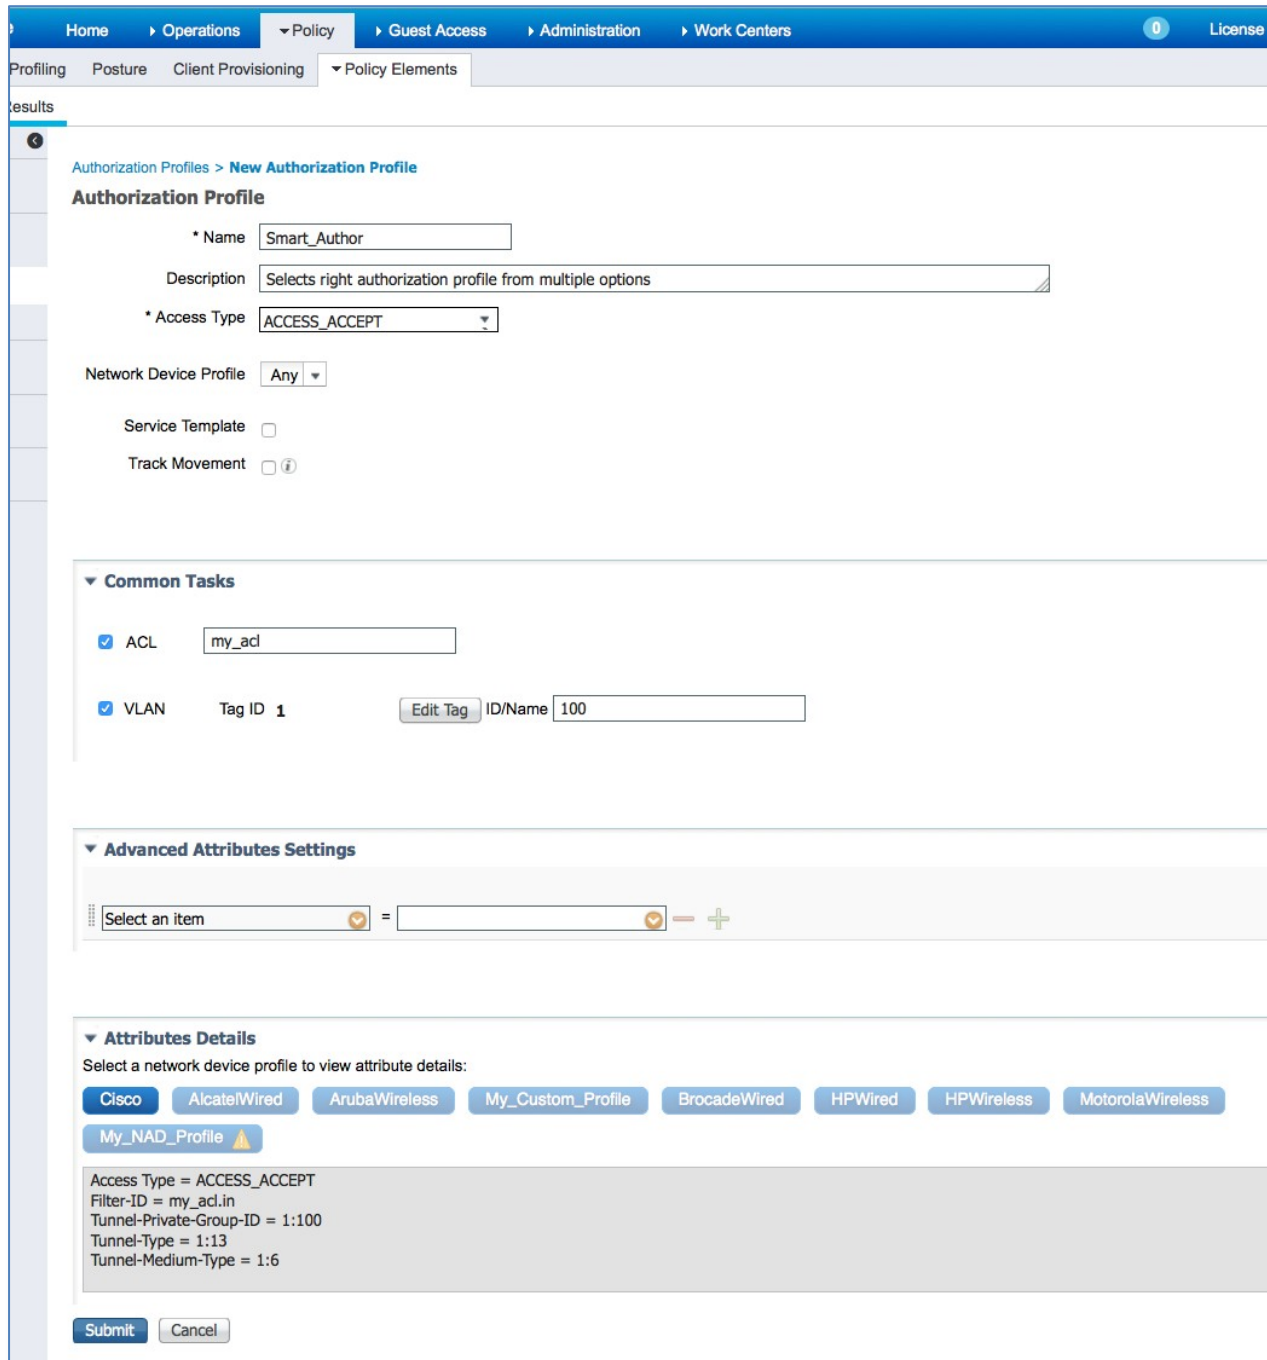 Home Operations Policy Guest Access Administration Work Centers 0 License
Profiling Posture Client Provisioning Policy Elements
Results
Authorization Profiles > New Authorization Profile
Authorization Profile
* Name Smart_Author
Description Selects right authorization profile from multiple options
* Access Type ACCESS_ACCEPT
Network Device Profile Any
Service Template
Track Movement i
Common Tasks
ACL my_acl
VLAN Tag ID 1 Edit Tag ID/Name 100
Advanced Attributes Settings
Select an item =
Attributes Details
Select a network device profile to view attribute details:
Cisco AlcatelWired ArubaWireless My_Custom_Profile BrocadeWired HPWired HPWireless MotorolaWireless
My_NAD_Profile
Access Type = ACCESS_ACCEPT
Filter-ID = my_acl.in
Tunnel-Private-Group-ID = 1:100
Tunnel-Type = 1:13
Tunnel-Medium-Type = 1:6
Submit Cancel